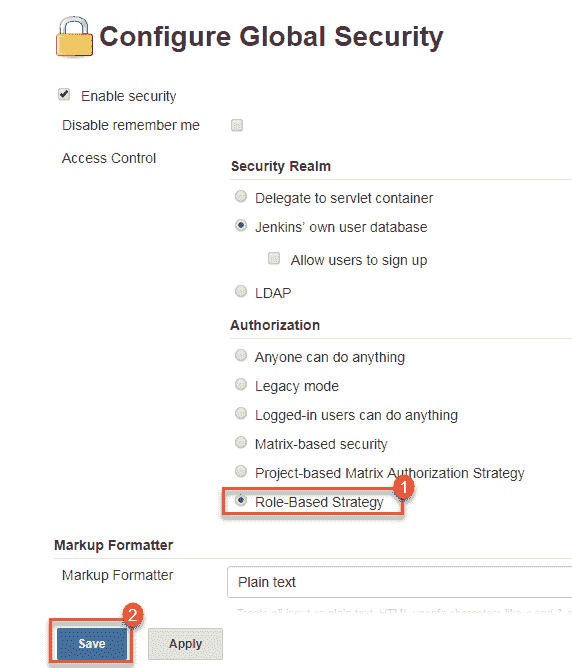 Configure Global Security
Enable security
Disable remember me
Access Control
Security Realm
Delegate to servlet container
Jenkins' own user database
Allow users to sign up
LDAP
Authorization
Anyone can do anything
Legacy mode
Logged-in users can do anything
Matrix-based security
Project-based Matrix Authorization Strategy
1
Role-Based Strategy
Markup Formatter
Markup Formatter
Plain text
2
Save
Apply